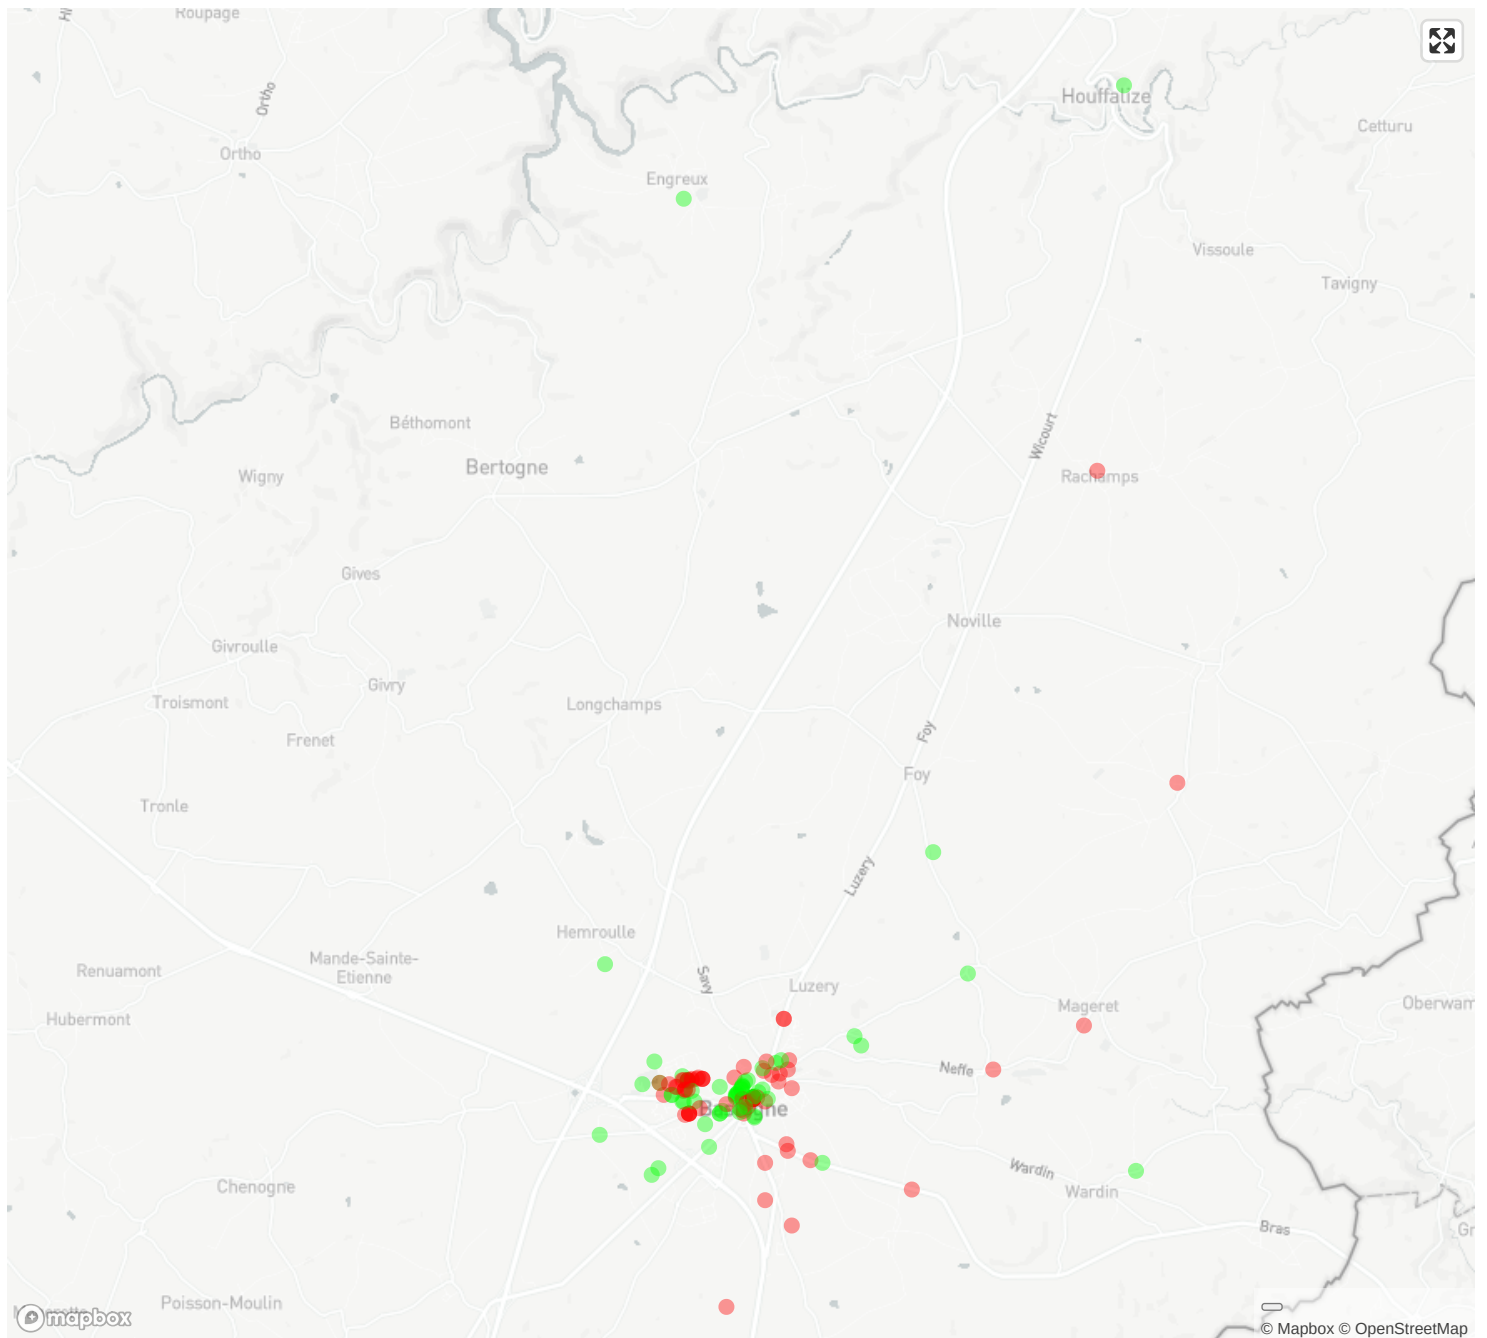 Roupage
Ortho
Houffalize
Cetturu
Ortho
Engreux
Vissoule
Tavigny
Béthomont
Wicourt
Bertogne
Wigny
Rachamps
Gives
Noville
Givroulle
Givry
Troismont
Longchamps
Frenet
Foy
Foy
Tronle
Luzery
Hemroulle
Mande-Sainte-
Etienne
Renuamont
Savy
Luzery
Oberwam
Mageret
Hubermont
Neffe
Wardin
Chenogne
Wardin
Bras
Gr
Poisson-Moulin
mapbox
© Mapbox © OpenStreetMap